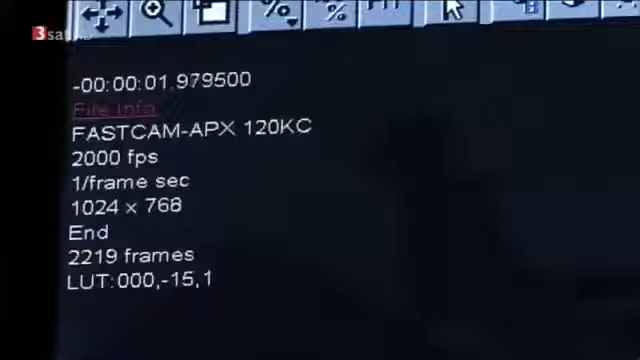 3sat
-00:00:01.979500
File Info
FASTCAM-APX 120KC
2000 fps
1/frame sec
1024 x 768
End
2219 frames
LUT:000,-15,1